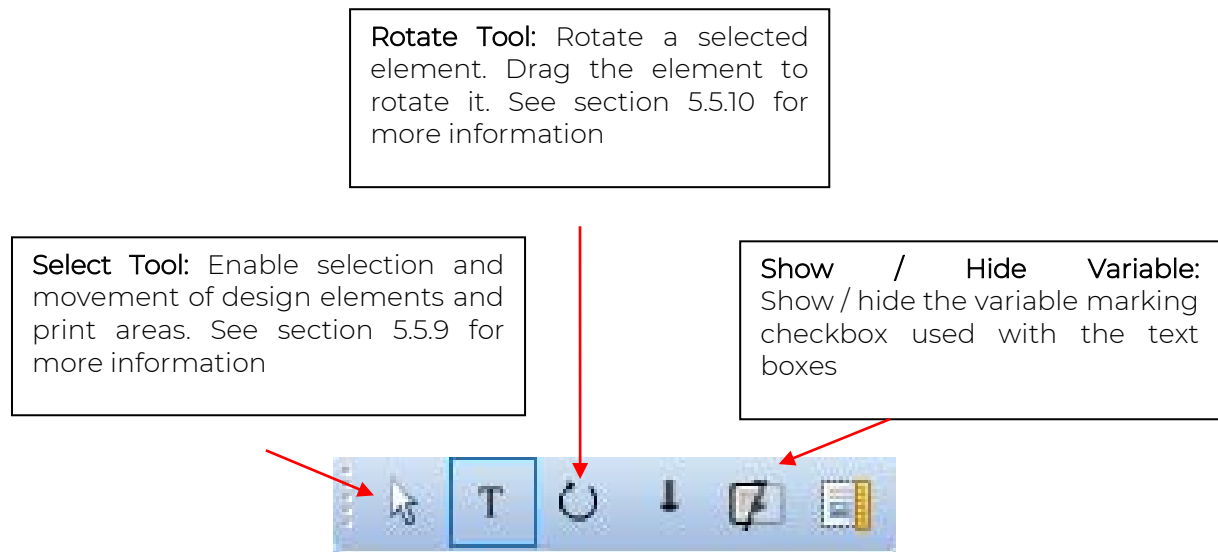 Rotate Tool: Rotate a selected
element. Drag the element to
rotate it. See section 5.5.10 for
more information
Select Tool: Enable selection and
movement of design elements and
print areas. See section 5.5.9 for
more information
Show / Hide Variable:
Show / hide the variable marking
checkbox used with the text
boxes
T